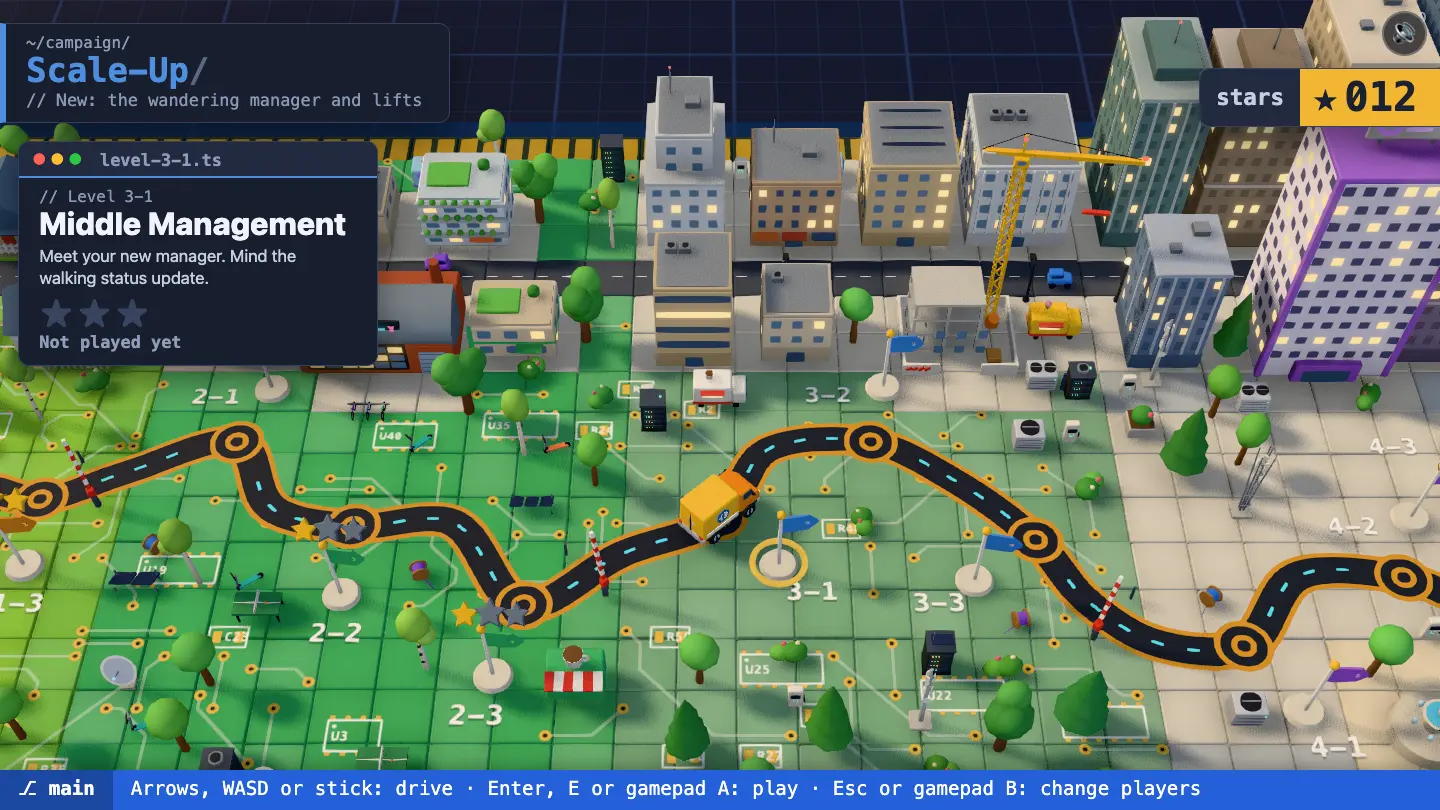 ~/campaign/
Scale-Up/
// New: the wandering manager and lifts
stars ★012
level-3-1.ts
// Level 3-1
Middle Management
Meet your new manager. Mind the
walking status update.
Not played yet
2-1
3-2
U40
U35
4-3
4-2
1-3
3-1
3-3
2-2
C23
U25
U22
2-3
U3
4-1
⎇ main
Arrows, WASD or stick: drive · Enter, E or gamepad A: play · Esc or gamepad B: change players